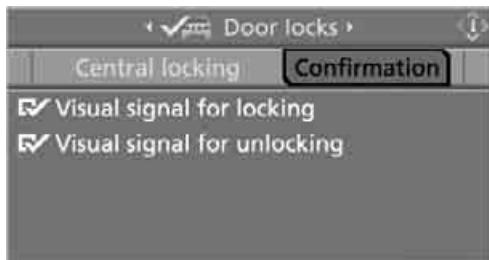 Door locks
Central locking Confirmation
Visual signal for locking
Visual signal for unlocking